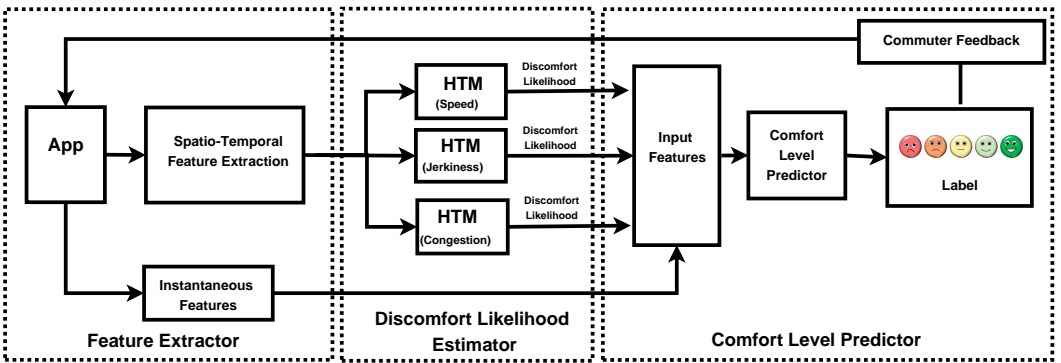 Commuter Feedback
App
Spatio-Temporal
Feature Extraction
Instantaneous
Features
Feature Extractor
HTM
(Speed)
Discomfort
Likelihood
HTM
(Jerkiness)
Discomfort
Likelihood
HTM
(Congestion)
Discomfort
Likelihood
Discomfort Likelihood
Estimator
Input
Features
Comfort
Level
Predictor
Label
Comfort Level Predictor